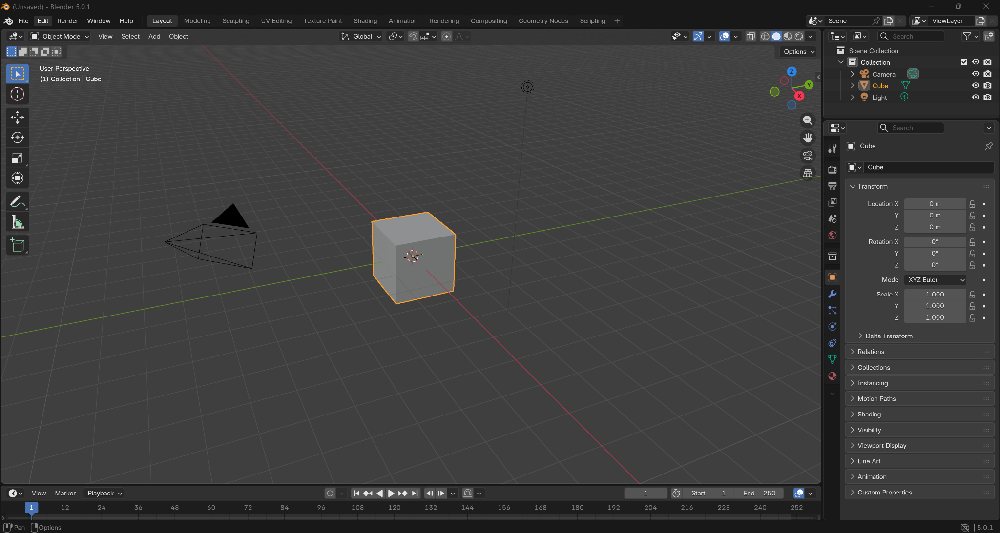 (Unsaved) - Blender 5.0.1
File Edit Render Window Help Layout Modeling Sculpting UV Editing Texture Paint Shading Animation Rendering Compositing Geometry Nodes Scripting + Scene ViewLayer
Object Mode View Select Add Object Global Search
Options
User Perspective
(1) Collection | Cube
Z
Y
X
Scene Collection
Collection
Camera
Cube
Light
Search
Cube
Cube
Transform
Location X 0 m
Y 0 m
Z 0 m
Rotation X 0°
Y 0°
Z 0°
Mode XYZ Euler
Scale X 1.000
Y 1.000
Z 1.000
Delta Transform
Relations
Collections
Instancing
Motion Paths
Shading
Visibility
Viewport Display
Line Art
Animation
Custom Properties
View Marker Playback 1 Start 1 End 250
1 12 24 36 48 60 72 84 96 108 120 132 144 156 168 180 192 204 216 228 240 252
Pan Options 5.0.1